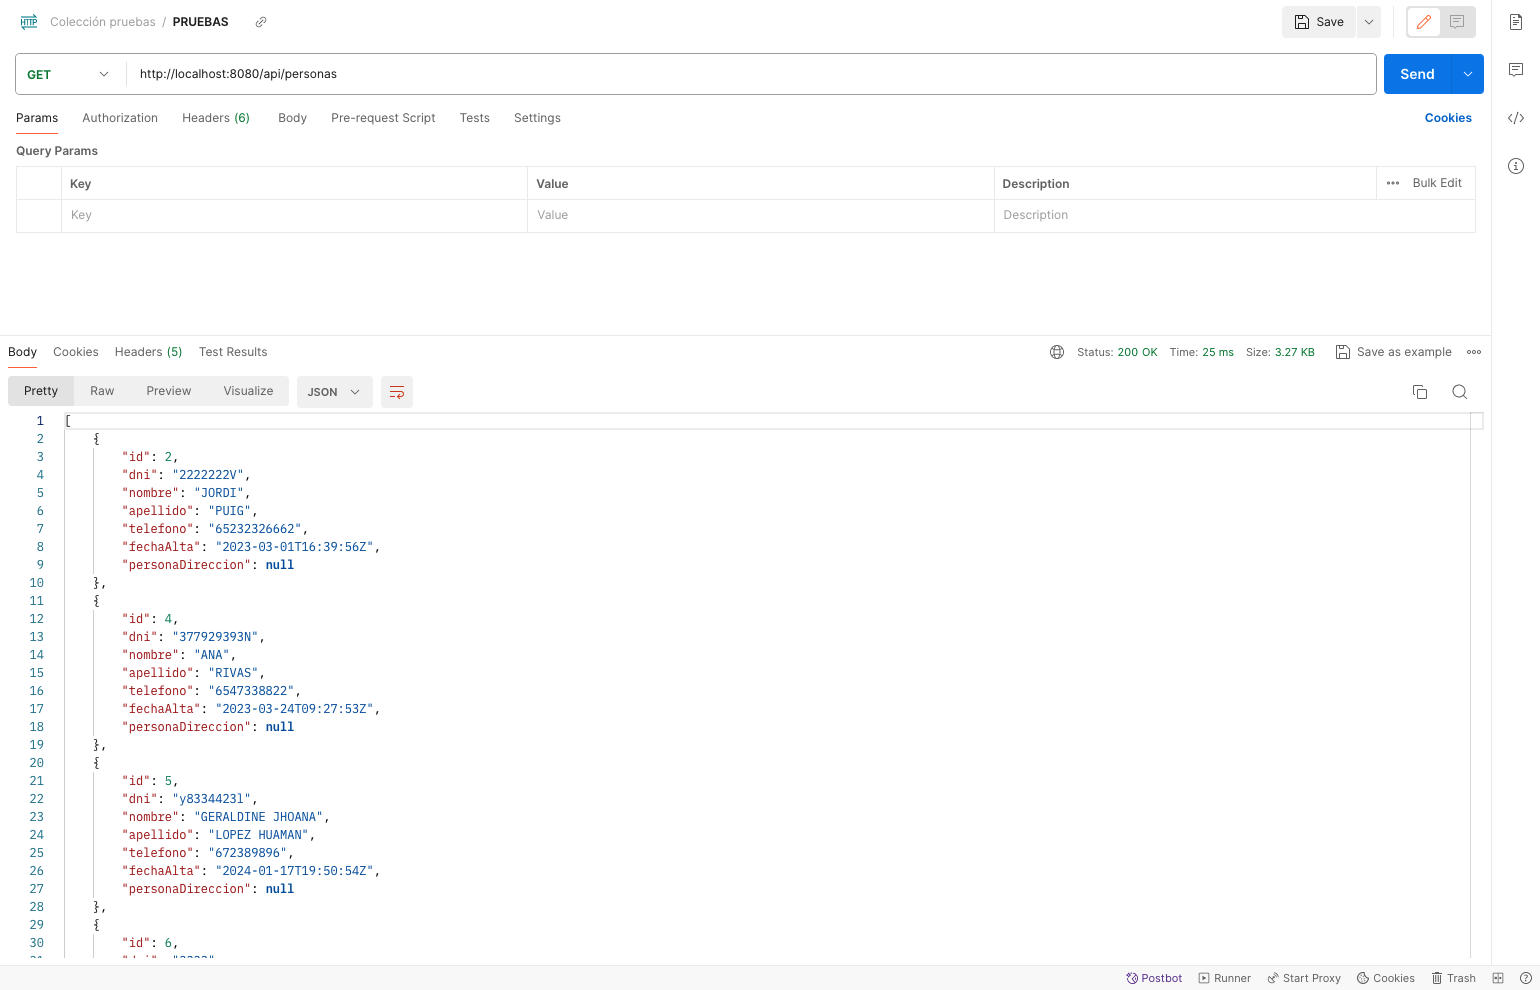 HTTP Colección pruebas / PRUEBAS
Save
GET http://localhost:8080/api/personas Send
Params Authorization Headers (6) Body Pre-request Script Tests Settings Cookies
Query Params
Key Value Description ••• Bulk Edit
Key Value Description
Body Cookies Headers (5) Test Results Status: 200 OK Time: 25 ms Size: 3.27 KB Save as example •••
Pretty Raw Preview Visualize JSON
1 [
2 {
3 "id": 2,
4 "dni": "2222222V",
5 "nombre": "JORDI",
6 "apellido": "PUIG",
7 "telefono": "65232326662",
8 "fechaAlta": "2023-03-01T16:39:56Z",
9 "personaDireccion": null
10 },
11 {
12 "id": 4,
13 "dni": "377929393N",
14 "nombre": "ANA",
15 "apellido": "RIVAS",
16 "telefono": "6547338822",
17 "fechaAlta": "2023-03-24T09:27:53Z",
18 "personaDireccion": null
19 },
20 {
21 "id": 5,
22 "dni": "y8334423l",
23 "nombre": "GERALDINE JHOANA",
24 "apellido": "LOPEZ HUAMAN",
25 "telefono": "672389896",
26 "fechaAlta": "2024-01-17T19:50:54Z",
27 "personaDireccion": null
28 },
29 {
30 "id": 6,
Postbot Runner Start Proxy Cookies Trash